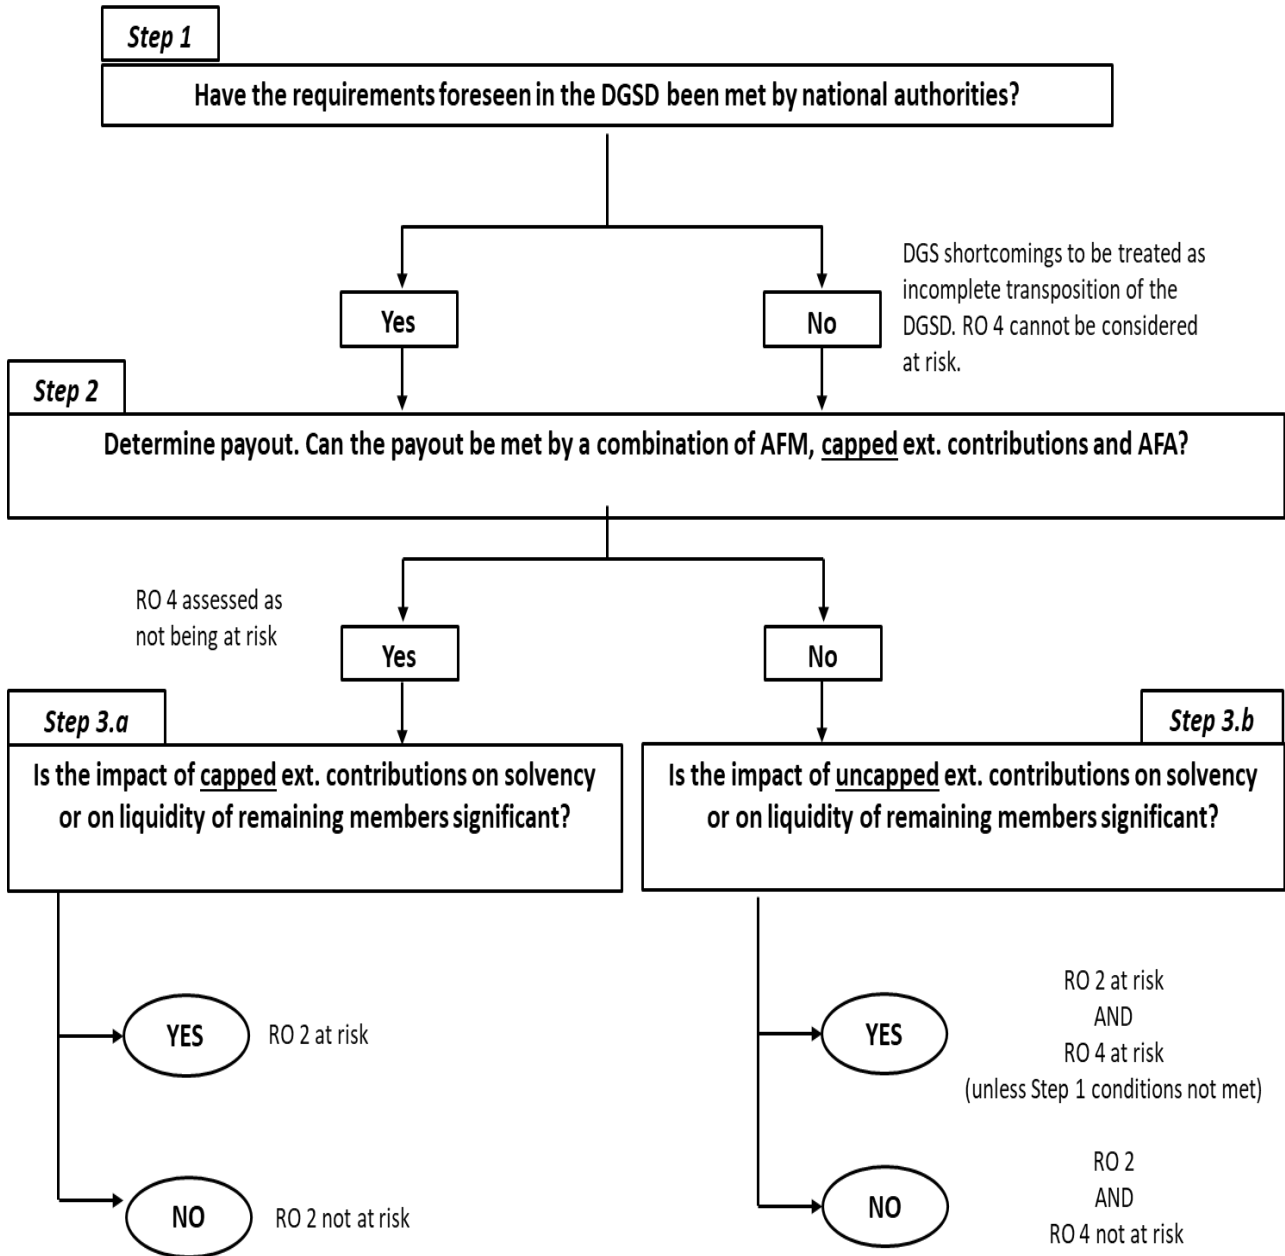 Step 1
Have the requirements foreseen in the DGSD been met by national authorities?
Yes
No
DGS shortcomings to be treated as
incomplete transposition of the
DGSD. RO 4 cannot be considered
at risk.
Step 2
Determine payout. Can the payout be met by a combination of AFM, capped ext. contributions and AFA?
RO 4 assessed as
not being at risk
Yes
No
Step 3.a
Is the impact of capped ext. contributions on solvency
or on liquidity of remaining members significant?
Step 3.b
Is the impact of uncapped ext. contributions on solvency
or on liquidity of remaining members significant?
YES
RO 2 at risk
NO
RO 2 not at risk
YES
RO 2 at risk
AND
RO 4 at risk
(unless Step 1 conditions not met)
NO
RO 2
AND
RO 4 not at risk